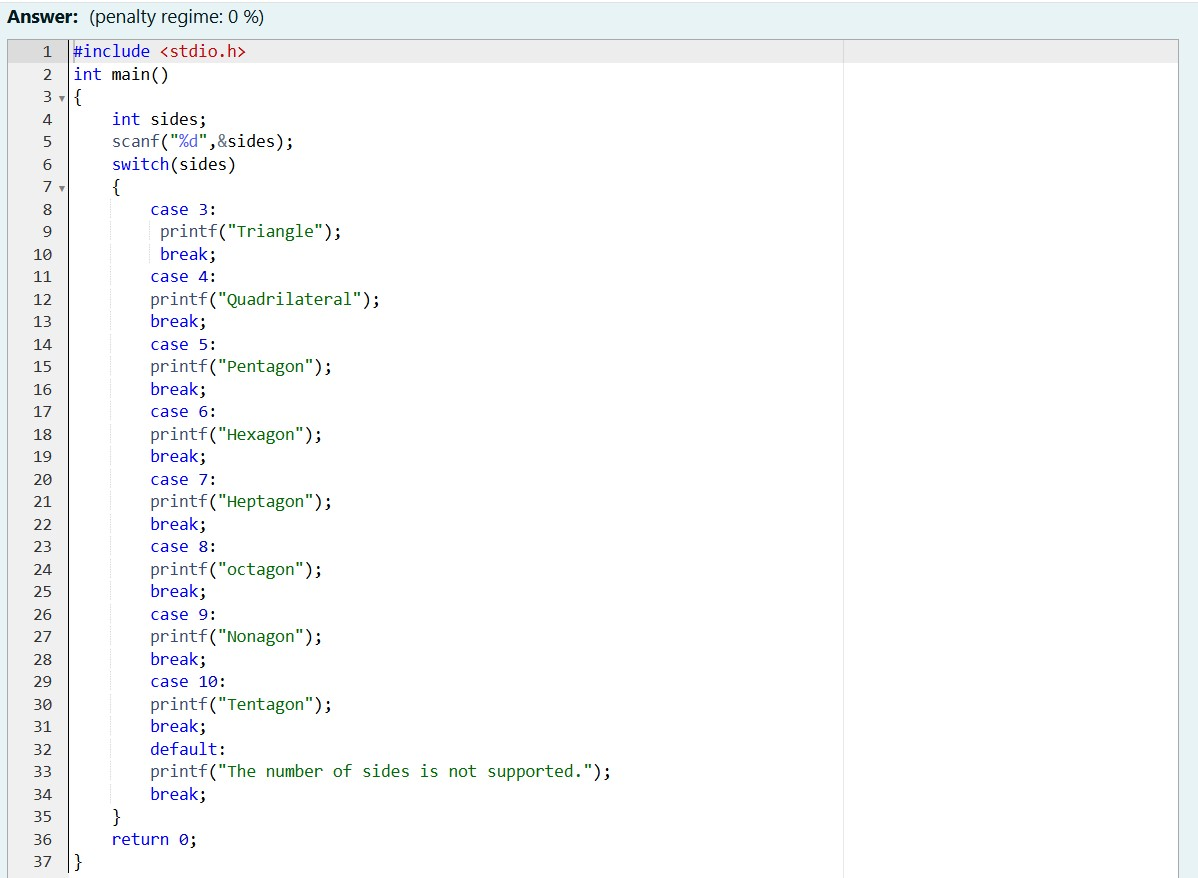 Answer: (penalty regime: 0 %)
1 #include <stdio.h>
2 int main()
3 {
4     int sides;
5     scanf("%d",&sides);
6     switch(sides)
7     {
8         case 3:
9          printf("Triangle");
10          break;
11         case 4:
12         printf("Quadrilateral");
13         break;
14         case 5:
15         printf("Pentagon");
16         break;
17         case 6:
18         printf("Hexagon");
19         break;
20         case 7:
21         printf("Heptagon");
22         break;
23         case 8:
24         printf("octagon");
25         break;
26         case 9:
27         printf("Nonagon");
28         break;
29         case 10:
30         printf("Tentagon");
31         break;
32         default:
33         printf("The number of sides is not supported.");
34         break;
35     }
36     return 0;
37 }